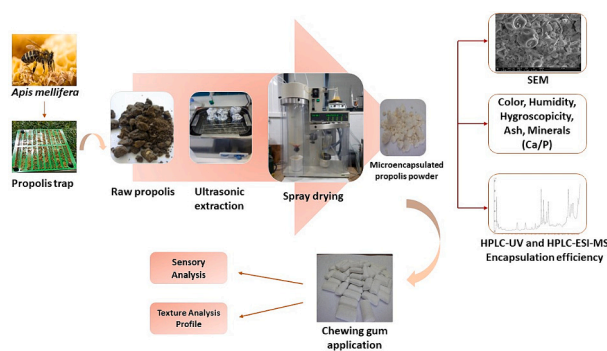 Apis mellifera
Propolis trap
Raw propolis
Ultrasonic
extraction
Spray drying
Microencapsulated
propolis powder
SEM
Color, Humidity,
Hygroscopicity,
Ash, Minerals
(Ca/P)
HPLC-UV and HPLC-ESI-MS
Encapsulation efficiency
Sensory
Analysis
Texture Analysis
Profile
Chewing gum
application